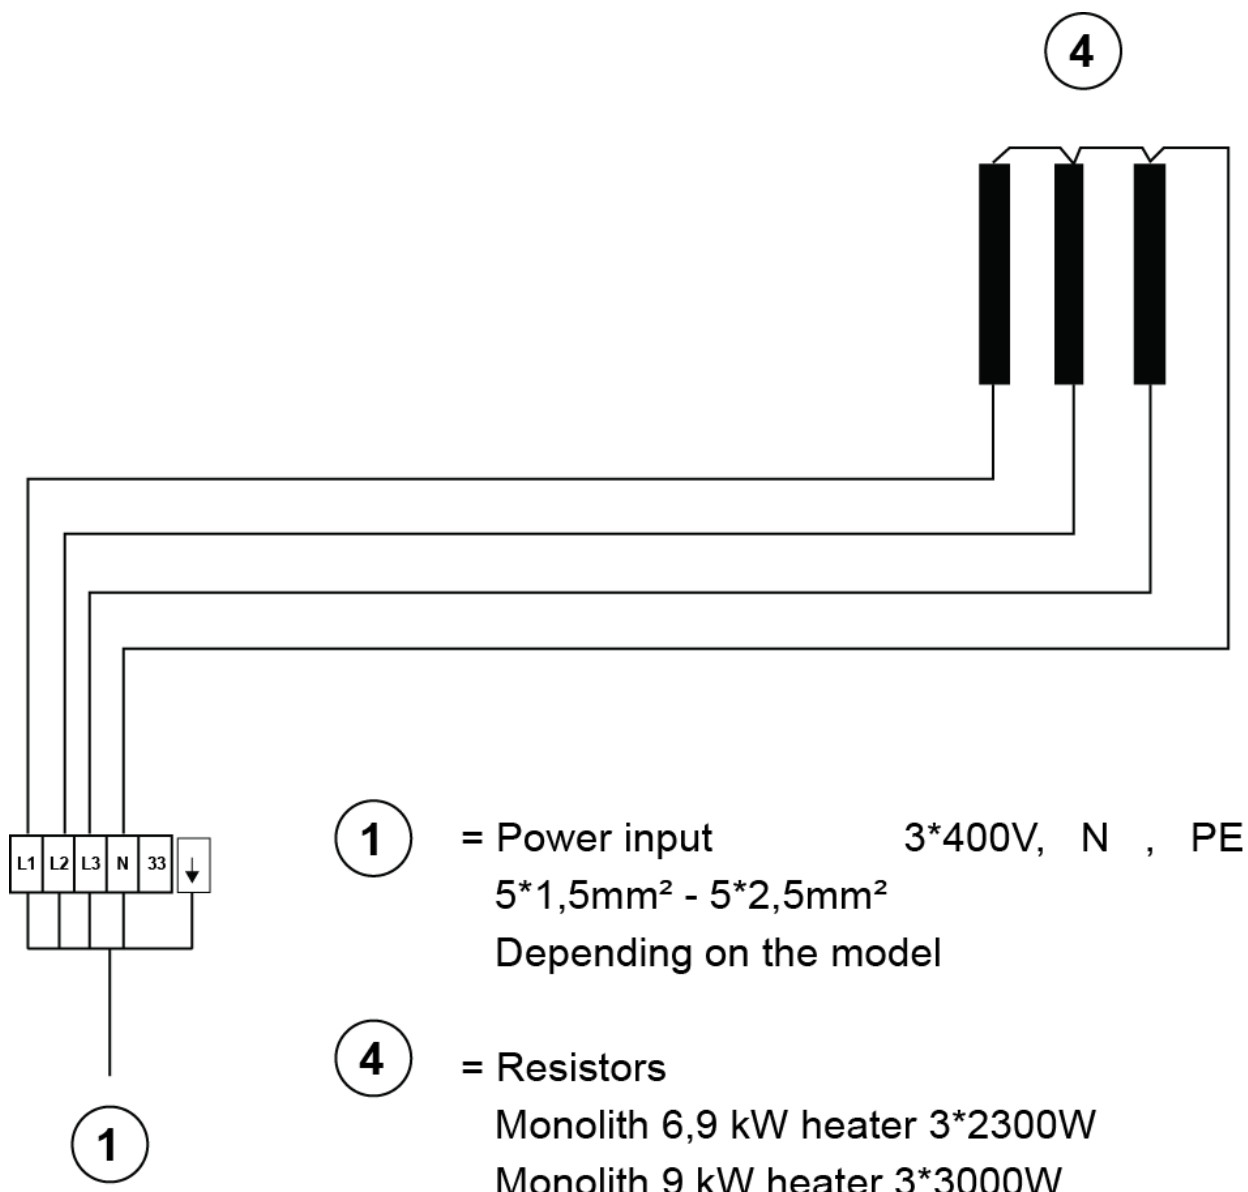 4
L1 L2 L3 N 33
1 = Power input 3*400V, N , PE
5*1,5mm² - 5*2,5mm²
Depending on the model
4 = Resistors
Monolith 6,9 kW heater 3*2300W
1
Monolith 9 kW heater 3*3000W